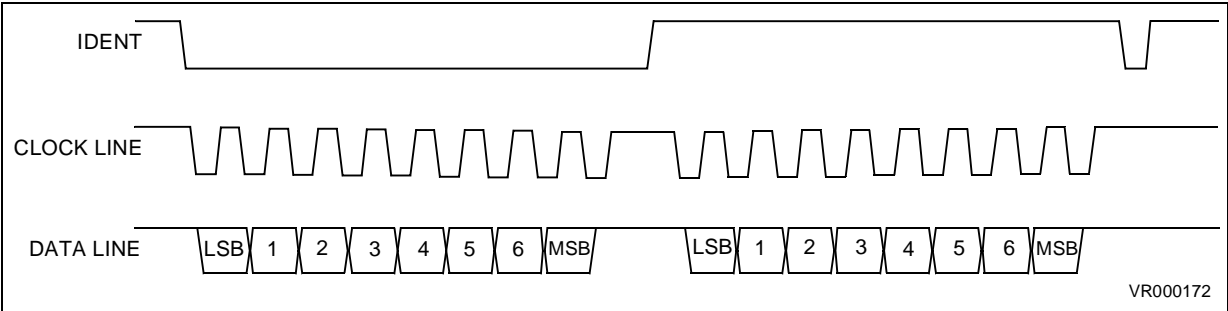 IDENT
CLOCK LINE
DATA LINE LSB 1 2 3 4 5 6 MSB LSB 1 2 3 4 5 6 MSB
VR000172